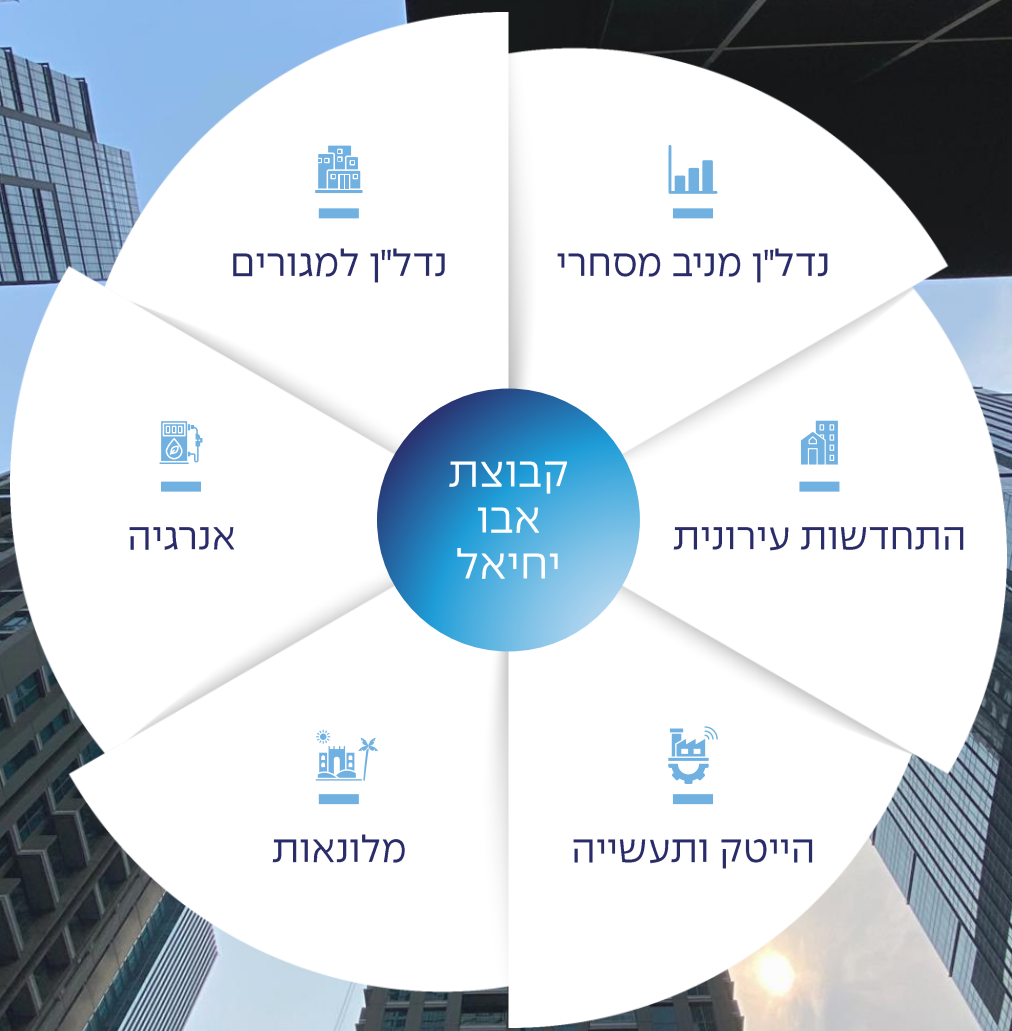 נדל"ן מניב מסחרי
נדל"ן למגורים
התחדשות עירונית
קבוצת
אבו
יחיאל
אנרגיה
הייטק ותעשייה
מלונאות